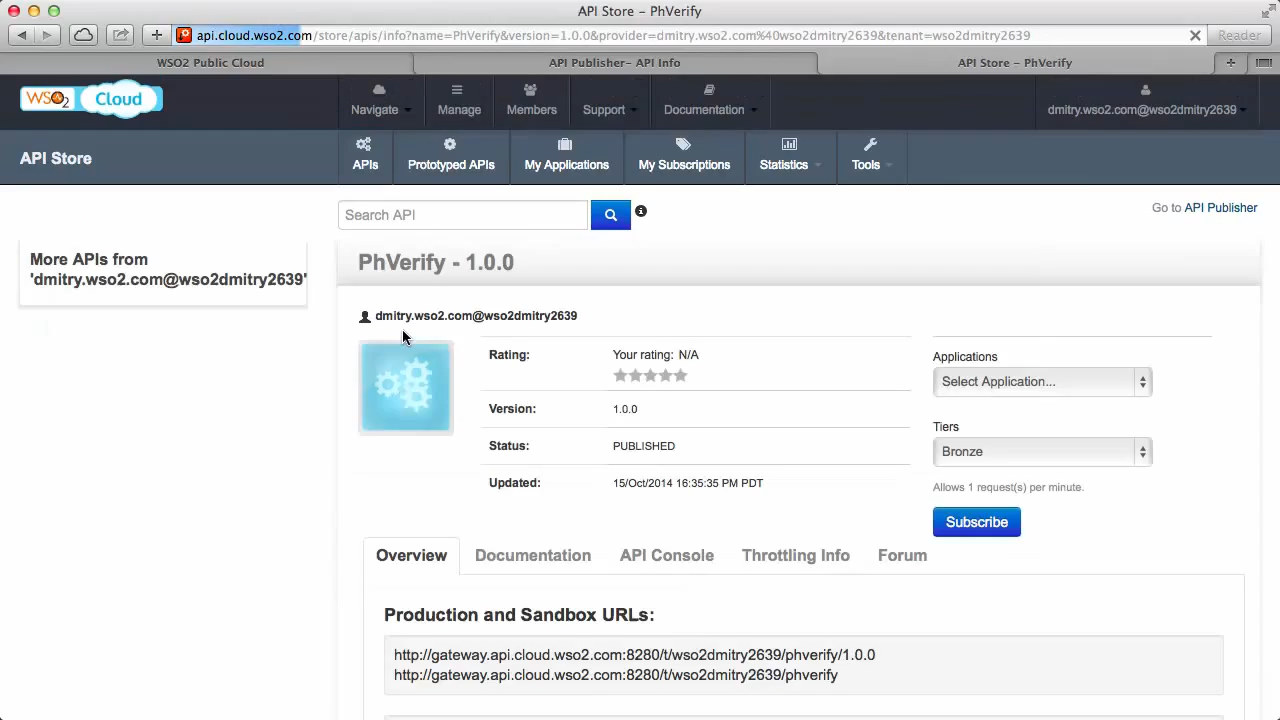 API Store – PhVerify
api.cloud.wso2.com/store/apis/info?name=PhVerify&version=1.0.0&provider=dmitry.wso2.com%40wso2dmitry2639&tenant=wso2dmitry2639
Reader
WSO2 Public Cloud
API Publisher– API Info
API Store – PhVerify
WSO2 Cloud
Navigate
Manage
Members
Support
Documentation
dmitry.wso2.com@wso2dmitry2639
API Store
APIs
Prototyped APIs
My Applications
My Subscriptions
Statistics
Tools
Search API
Go to API Publisher
More APIs from
'dmitry.wso2.com@wso2dmitry2639'
PhVerify - 1.0.0
dmitry.wso2.com@wso2dmitry2639
Rating:
Your rating: N/A
Version:
1.0.0
Status:
PUBLISHED
Updated:
15/Oct/2014 16:35:35 PM PDT
Applications
Select Application...
Tiers
Bronze
Allows 1 request(s) per minute.
Subscribe
Overview
Documentation
API Console
Throttling Info
Forum
Production and Sandbox URLs:
http://gateway.api.cloud.wso2.com:8280/t/wso2dmitry2639/phverify/1.0.0
http://gateway.api.cloud.wso2.com:8280/t/wso2dmitry2639/phverify